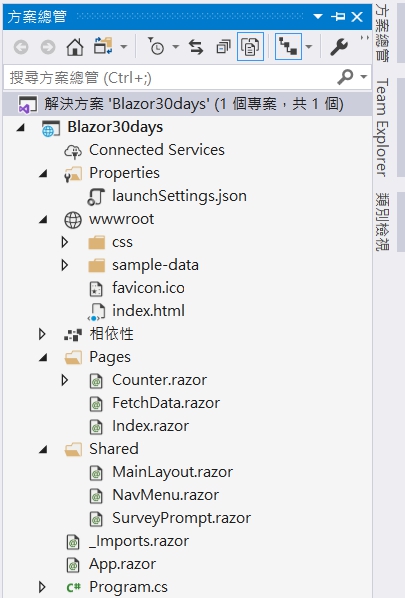 方案總管
搜尋方案總管 (Ctrl+;)
解決方案 'Blazor30days' (1 個專案，共 1 個)
Blazor30days
Connected Services
Properties
launchSettings.json
wwwroot
css
sample-data
favicon.ico
index.html
相依性
Pages
Counter.razor
FetchData.razor
Index.razor
Shared
MainLayout.razor
NavMenu.razor
SurveyPrompt.razor
_Imports.razor
App.razor
C# Program.cs
方案總管
Team Explorer
類別檢視